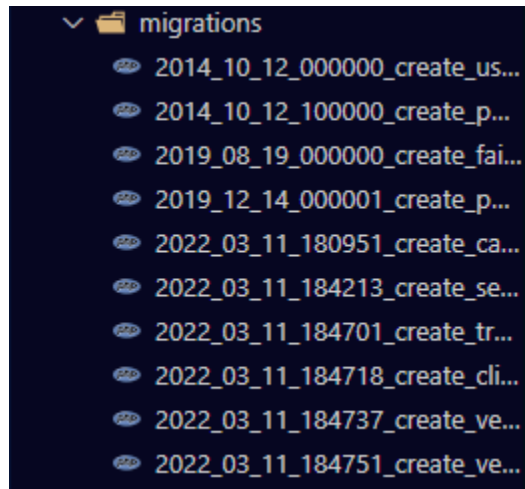 migrations
2014_10_12_000000_create_us...
2014_10_12_100000_create_p...
2019_08_19_000000_create_fai...
2019_12_14_000001_create_p...
2022_03_11_180951_create_ca...
2022_03_11_184213_create_se...
2022_03_11_184701_create_tr...
2022_03_11_184718_create_cli...
2022_03_11_184737_create_ve...
2022_03_11_184751_create_ve...